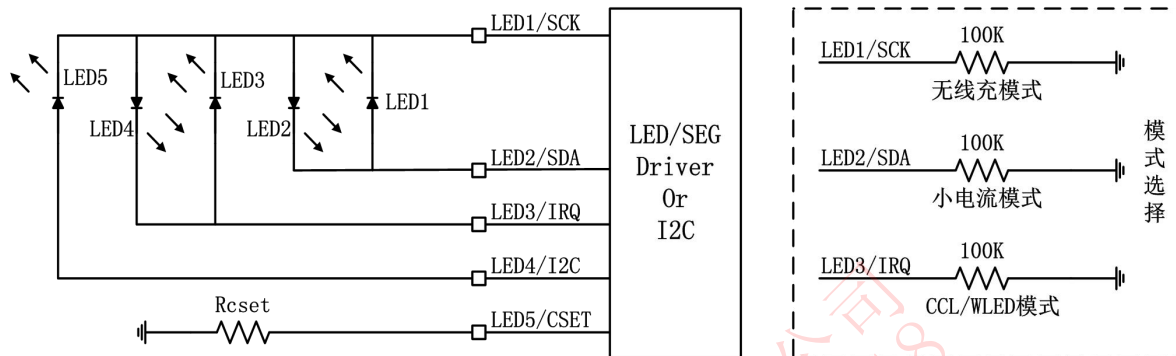 LED1/SCK
LED5
LED3
LED4
LED2
LED1
LED2/SDA
LED3/IRQ
LED4/I2C
Rcset
LED5/CSET
LED/SEG
Driver
Or
I2C
LED1/SCK
100K
无线充模式
LED2/SDA
100K
小电流模式
LED3/IRQ
100K
CCL/WLED模式
模
式
选
择
公司